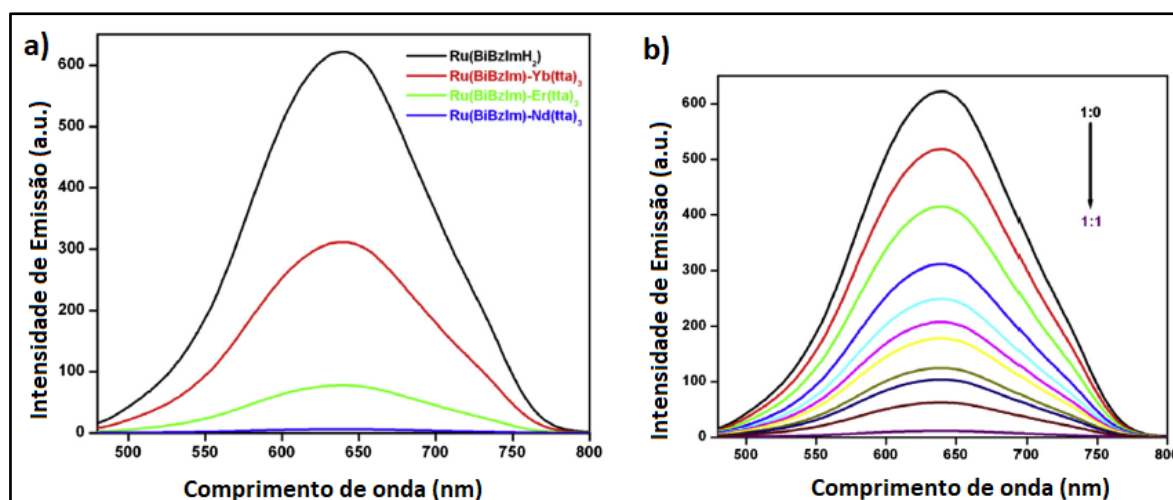 a)
Ru(BiBzImH₂)
Ru(BiBzIm)-Yb(tta)₃
Ru(BiBzIm)-Er(tta)₃
Ru(BiBzIm)-Nd(tta)₃
Intensidade de Emissão (a.u.)
600
500
400
300
200
100
0
500 550 600 650 700 750 800
Comprimento de onda (nm)
b)
1:0
1:1
Intensidade de Emissão (a.u.)
600
500
400
300
200
100
0
500 550 600 650 700 750 800
Comprimento de onda (nm)